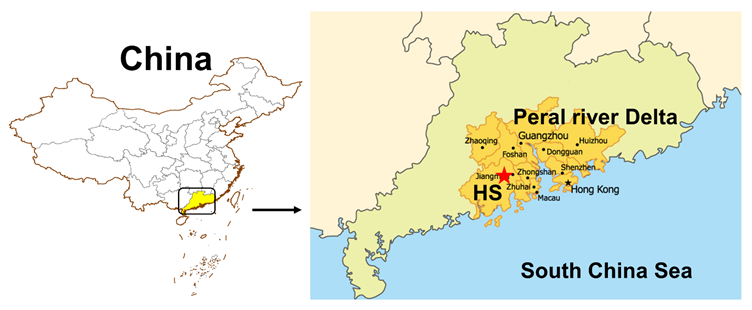 China
Peral river Delta
Guangzhou
Zhaoqing
Huizhou
Foshan
Dongguan
Shenzhen
Jiangm
Zhongshan
HS
Zhuhai
Hong Kong
Macau
South China Sea